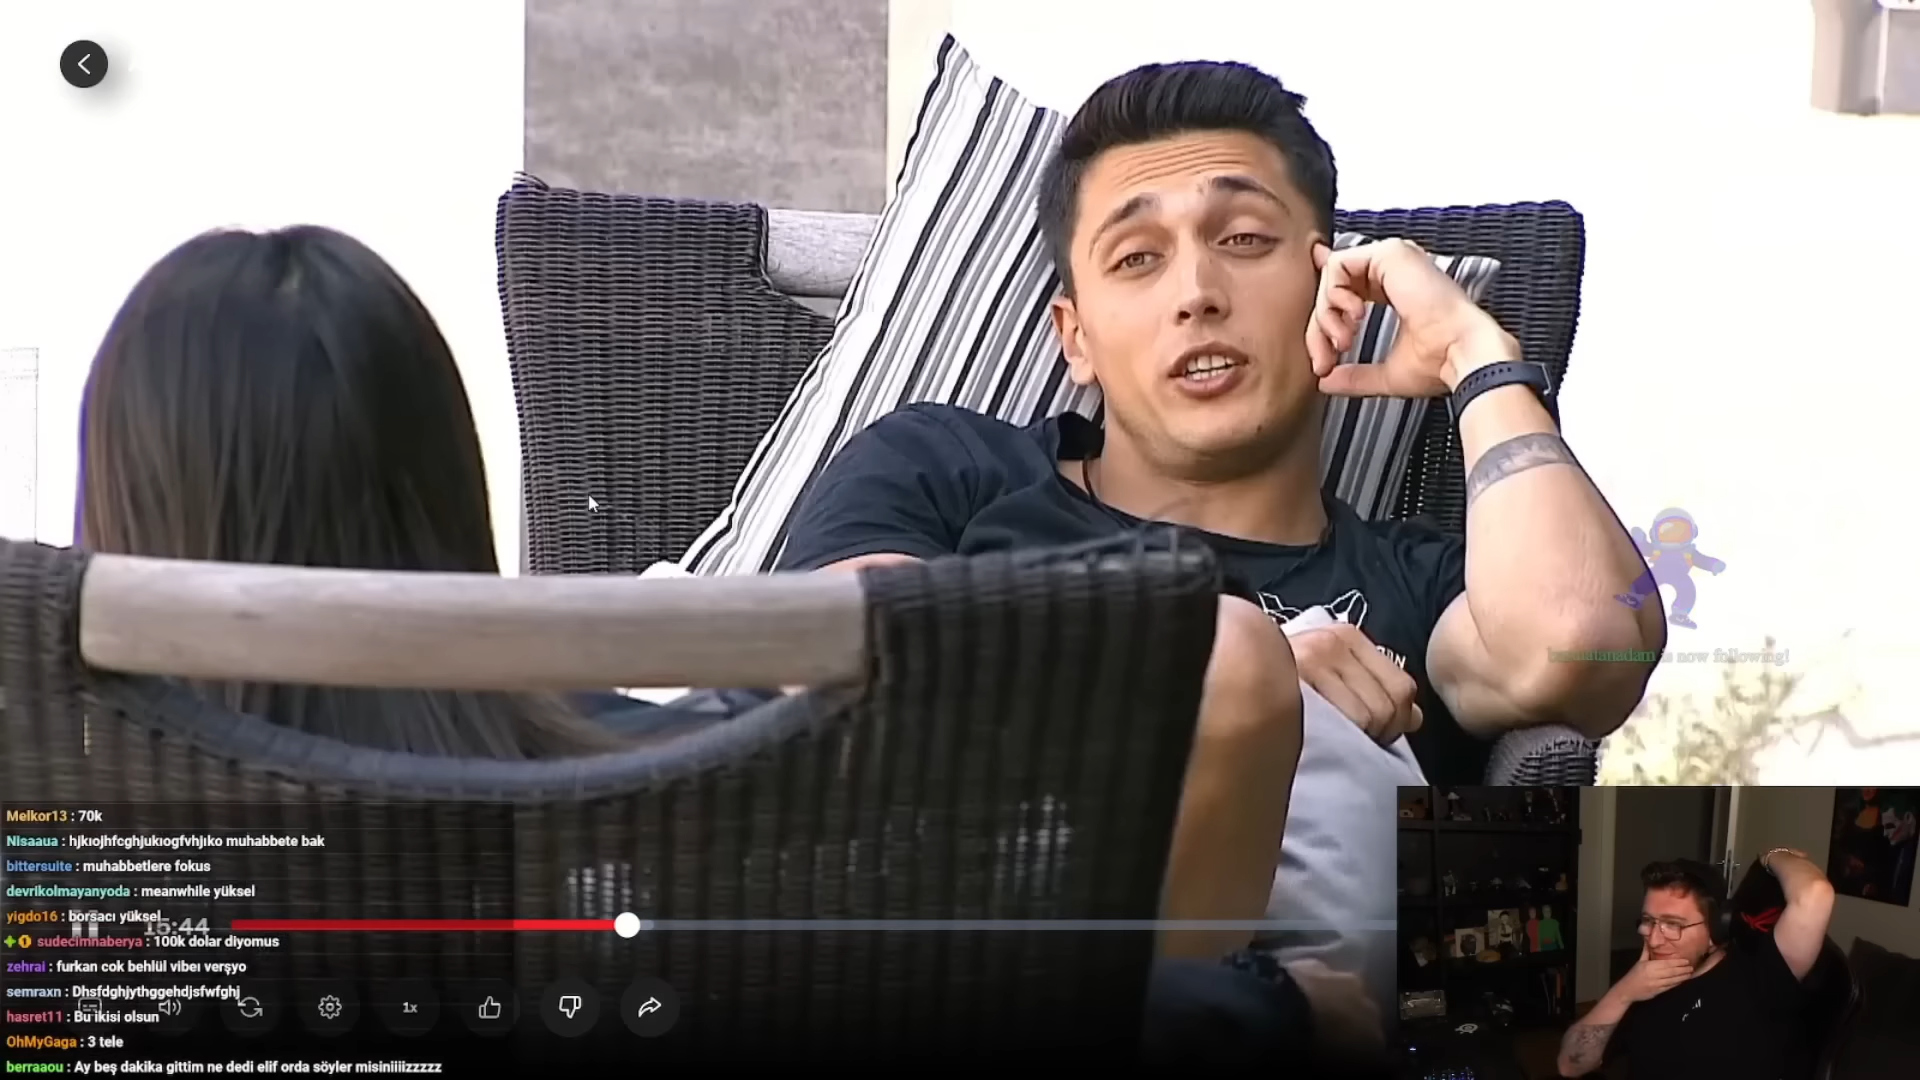 is now following!
Melkor13 : 70k
Nisaaua : hjkıojhfcghjukıogfvhjıko muhabbete bak
bittersuite : muhabbetlere fokus
devrikolmayanyoda : meanwhile yüksel
yigdo16 : borsacı yüksel
15:44
sudecimnaberya : 100k dolar diyomus
zehrai : furkan cok behlül vibeı verşyo
semraxn : Dhsfdghjythggehdjsfwfghj
1x
hasret11 : Bu ikisi olsun
OhMyGaga : 3 tele
berraaou : Ay beş dakika gittim ne dedi elif orda söyler misiniiiizzzzz